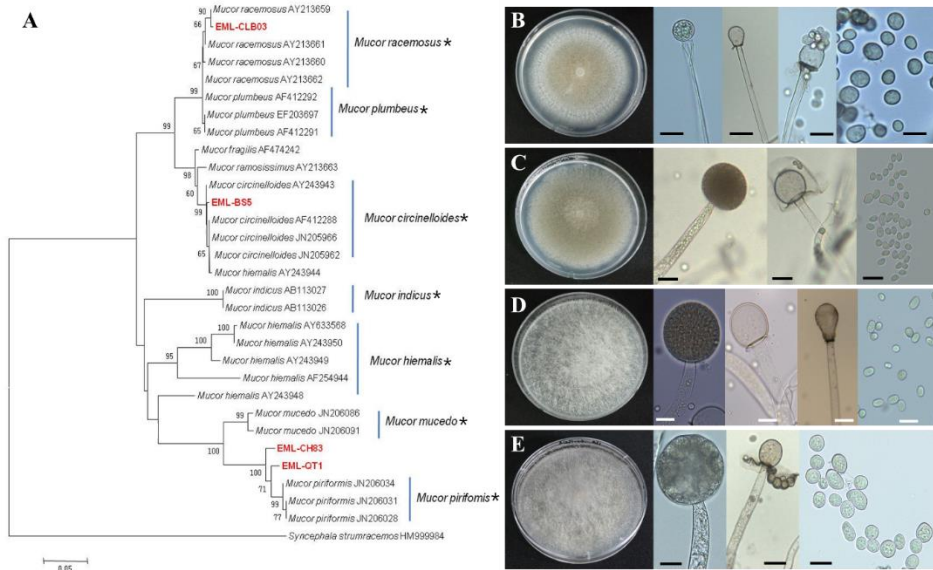 A
90
Mucor racemosus AY213659
66
EML-CLB03
Mucor racemosus AY213661
Mucor racemosus*
67
Mucor racemosus AY213660
Mucor racemosus AY213662
99
Mucor plumbeus AF412292
Mucor plumbeus EF203697
Mucor plumbeus*
65
Mucor plumbeus AF412291
99
Mucor fragilis AF474242
98
Mucor ramosissimus AY213663
60
Mucor circinelloides AY243943
EML-BS5
99
Mucor circinelloides AF412288
Mucor circinelloides*
Mucor circinelloides JN205966
65
Mucor circinelloides JN205962
Mucor hiemalis AY243944
100
Mucor indicus AB113027
Mucor indicus*
Mucor indicus AB113026
100
Mucor hiemalis AY633568
100
Mucor hiemalis AY243950
95
Mucor hiemalis AY243949
Mucor hiemalis*
Mucor hiemalis AF254944
Mucor hiemalis AY243948
99
Mucor mucedo JN206086
Mucor mucedo*
Mucor mucedo JN206091
100
EML-CH83
100
EML-QT1
71
Mucor piriformis JN206034
99
Mucor piriformis JN206031
Mucor pirifomis*
77
Mucor piriformis JN206028
Syncephala strumracemos HM999984
0.05
B
C
D
E